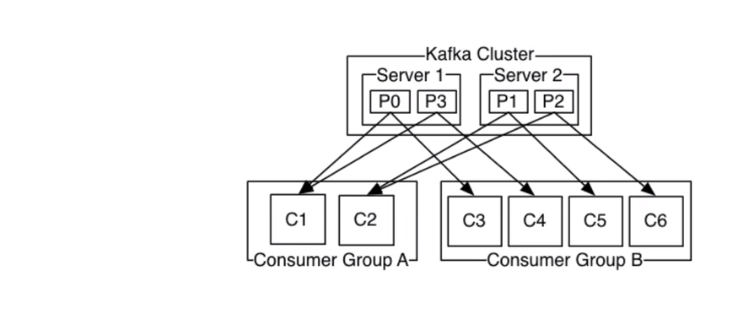 Kafka Cluster
Server 1 Server 2
P0 P3 P1 P2
C1 C2 C3 C4 C5 C6
Consumer Group A Consumer Group B